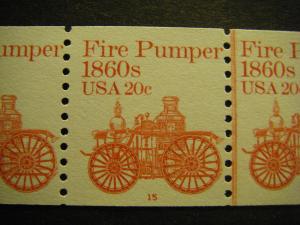 umper
Fire Pumper
1860s
USA 20c
15
Fire P
1860s
USA 20